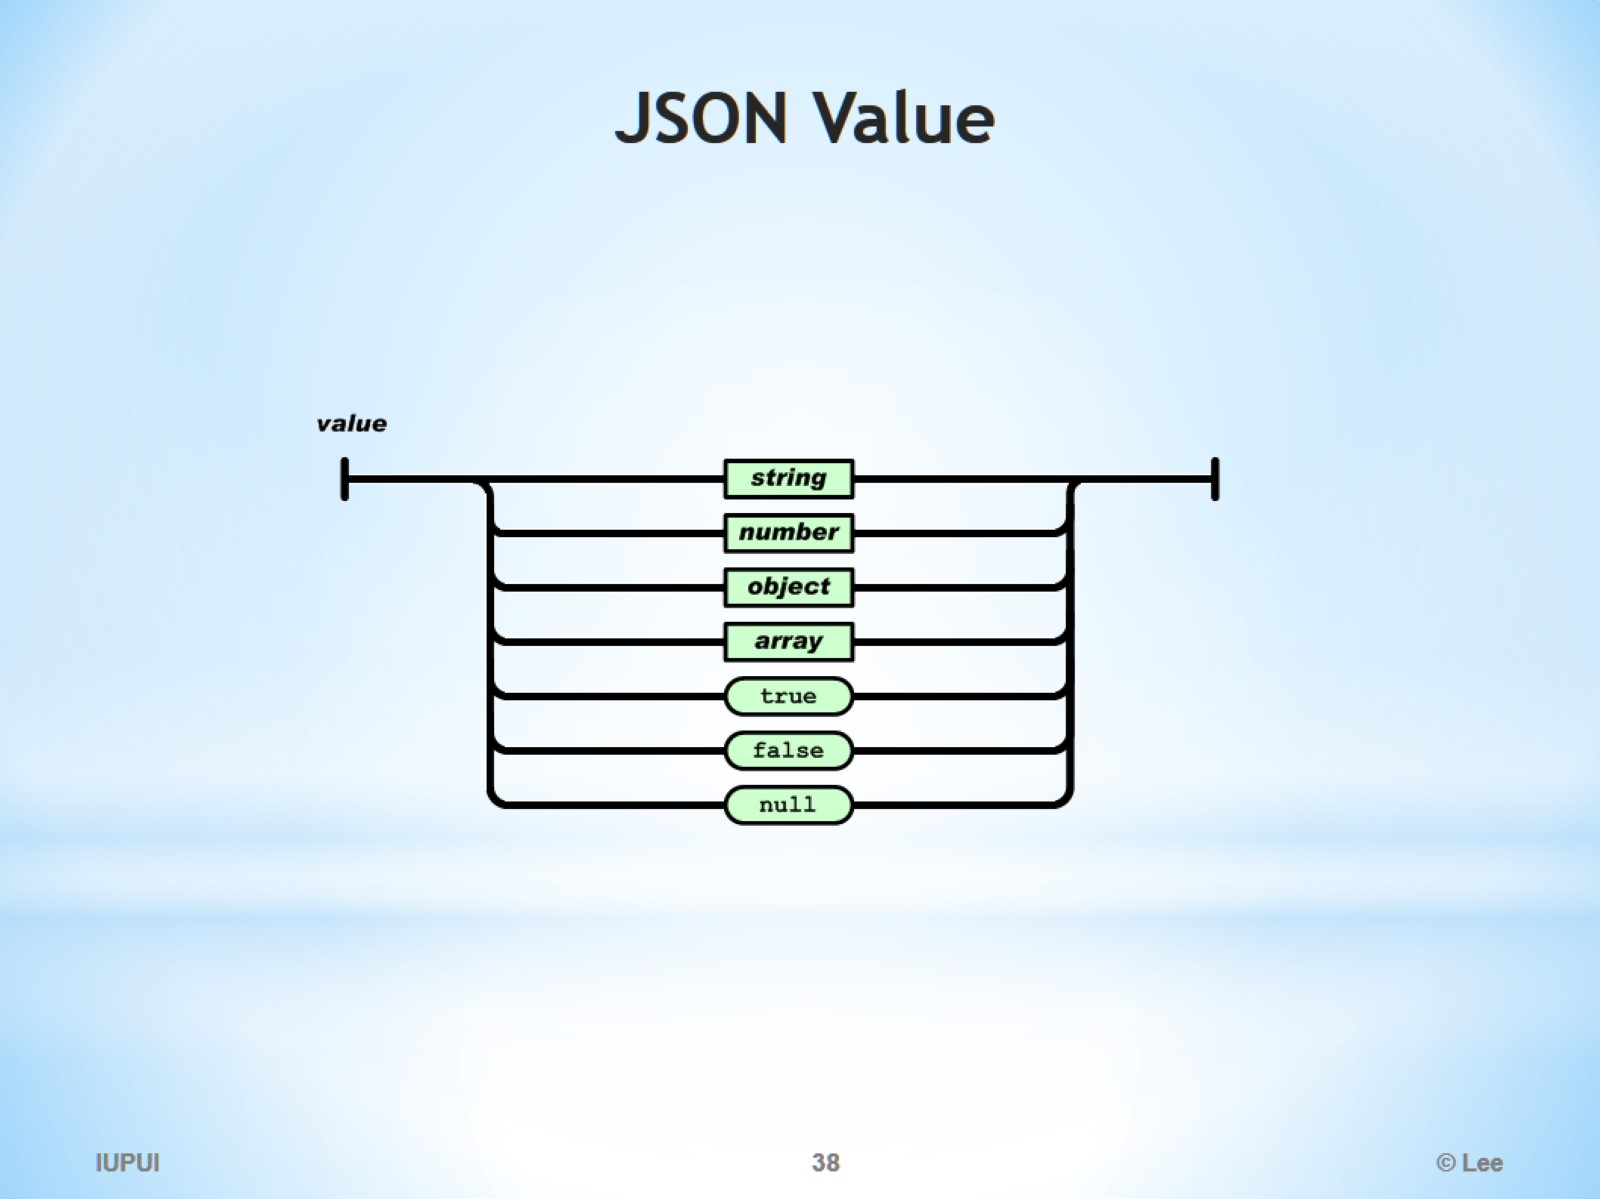 JSON Value
value
string
number
object
array
true
false
null
IUPUI
38
© Lee